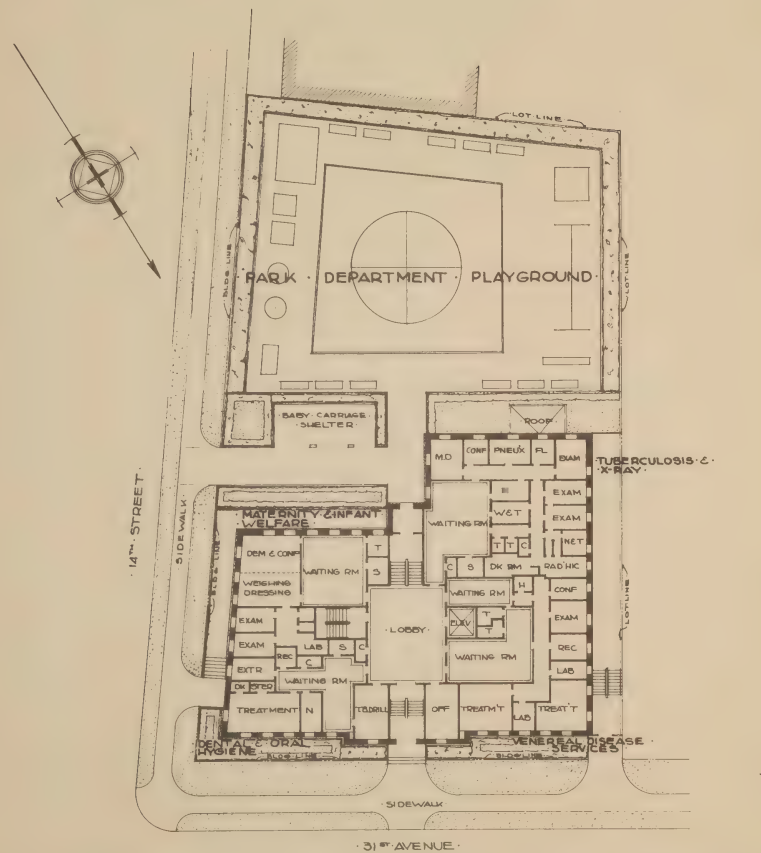 LOT LINE
BLDG LINE
LOT LINE
PARK · DEPARTMENT · PLAYGROUND ·
BABY CARRIAGE
· SHELTER ·
ROOF
M.D
CONF
PNEU'X
FL
EXAM
· TUBERCULOSIS · & ·
X-RAY ·
EXAM
MATERNITY & INFANT
WELFARE ·
WAITING RM
W & T
EXAM
T
T
C
N&T
DEM & CONF
WAITING RM
T
S
C
S
DK RM
RAD'HIC
WEIGHING
DRESSING
WAITING RM
H
CONF
LOT LINE
BLDG LINE
EXAM
· LOBBY ·
ELEV
T
T
EXAM
EXAM
LAB
S
C
REC
C
WAITING RM
REC
EXTR
WAITING RM
LAB
DK
STER
TREATMENT
N
T.B.DRILL
OFF
TREATM'T
LAB
TREAT'T
DENTAL & ORAL
HYGIENE
BLDG LINE
VENEREAL DISEASE ·
SERVICES
BLDG LINE
· 14TH · STREET ·
SIDEWALK
· SIDEWALK
· 31ST · AVENUE ·